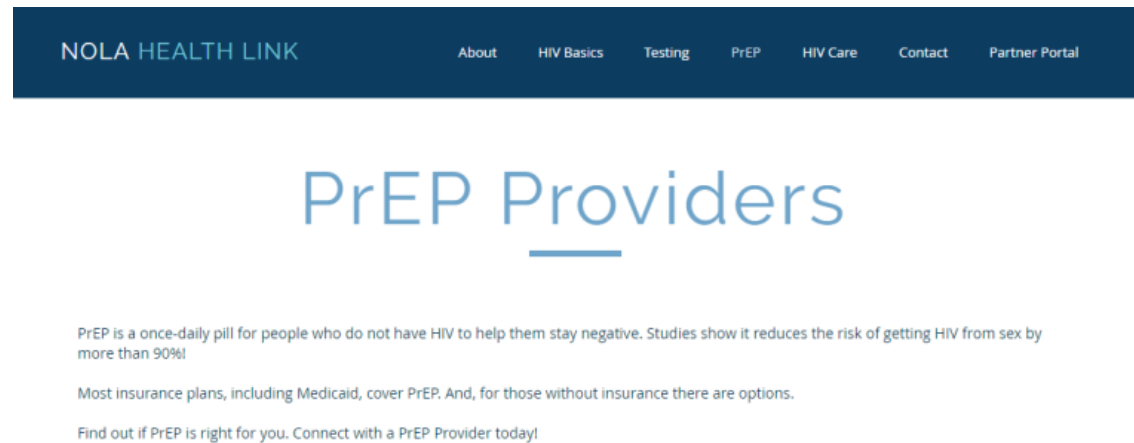 NOLA HEALTH LINK About HIV Basics Testing PrEP HIV Care Contact Partner Portal
PrEP Providers
PrEP is a once-daily pill for people who do not have HIV to help them stay negative. Studies show it reduces the risk of getting HIV from sex by
more than 90%!
Most insurance plans, including Medicaid, cover PrEP. And, for those without insurance there are options.
Find out if PrEP is right for you. Connect with a PrEP Provider today!